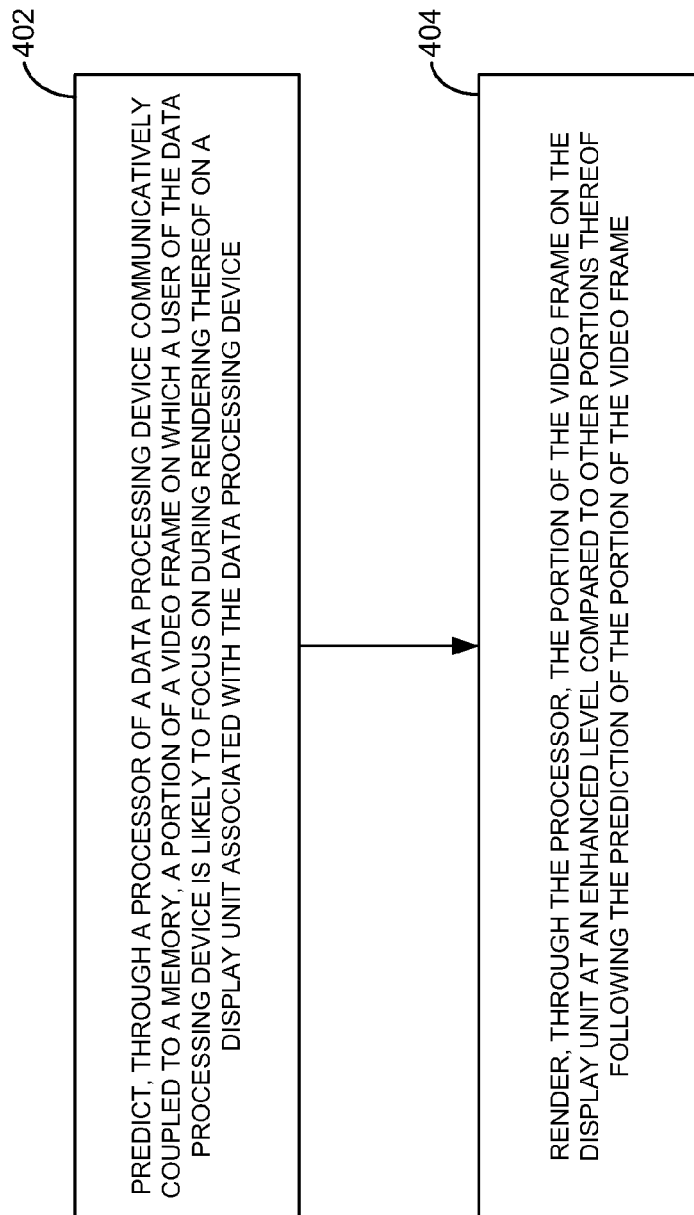 402
PREDICT, THROUGH A PROCESSOR OF A DATA PROCESSING DEVICE COMMUNICATIVELY
COUPLED TO A MEMORY, A PORTION OF A VIDEO FRAME ON WHICH A USER OF THE DATA
PROCESSING DEVICE IS LIKELY TO FOCUS ON DURING RENDERING THEREOF ON A
DISPLAY UNIT ASSOCIATED WITH THE DATA PROCESSING DEVICE
404
RENDER, THROUGH THE PROCESSOR, THE PORTION OF THE VIDEO FRAME ON THE
DISPLAY UNIT AT AN ENHANCED LEVEL COMPARED TO OTHER PORTIONS THEREOF
FOLLOWING THE PREDICTION OF THE PORTION OF THE VIDEO FRAME